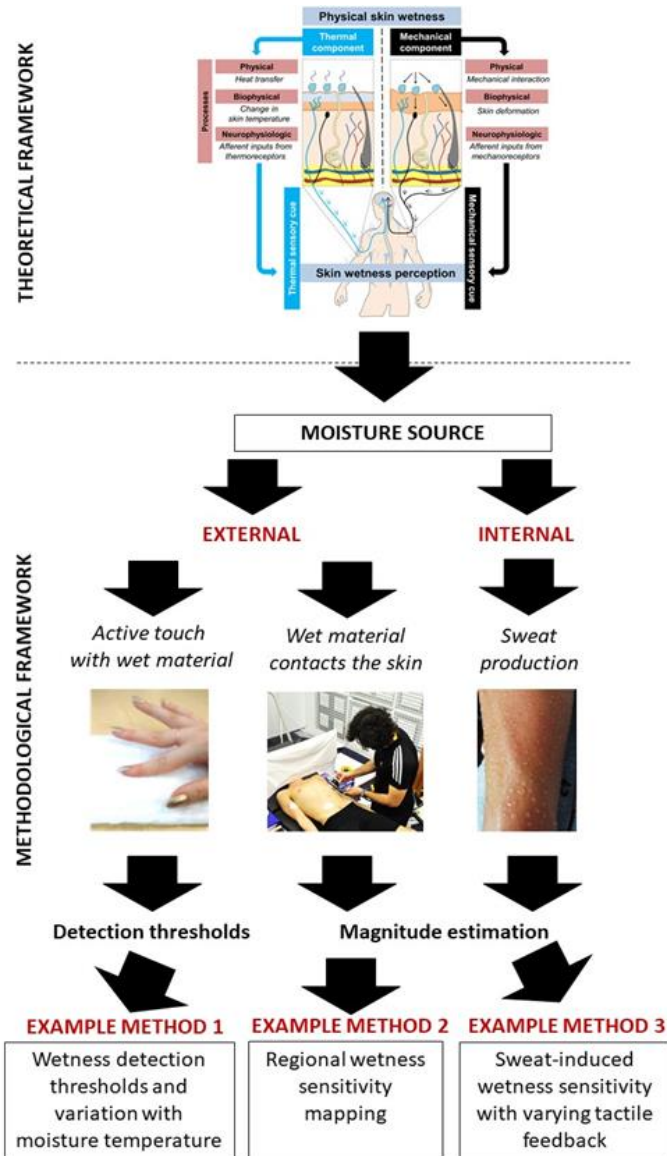 THEORETICAL FRAMEWORK
Physical skin wetness
Thermal
component
Mechanical
component
Processes
Physical
Heat transfer
Biophysical
Change in
skin temperature
Neurophysiologic
Afferent inputs from
thermoreceptors
Physical
Mechanical interaction
Biophysical
Skin deformation
Neurophysiologic
Afferent inputs from
mechanoreceptors
Thermal sensory cue
Mechanical sensory cue
Skin wetness perception
METHODOLOGICAL FRAMEWORK
MOISTURE SOURCE
EXTERNAL
INTERNAL
Active touch
with wet material
Wet material
contacts the skin
Sweat
production
Detection thresholds
Magnitude estimation
EXAMPLE METHOD 1
Wetness detection
thresholds and
variation with
moisture temperature
EXAMPLE METHOD 2
Regional wetness
sensitivity
mapping
EXAMPLE METHOD 3
Sweat-induced
wetness sensitivity
with varying tactile
feedback